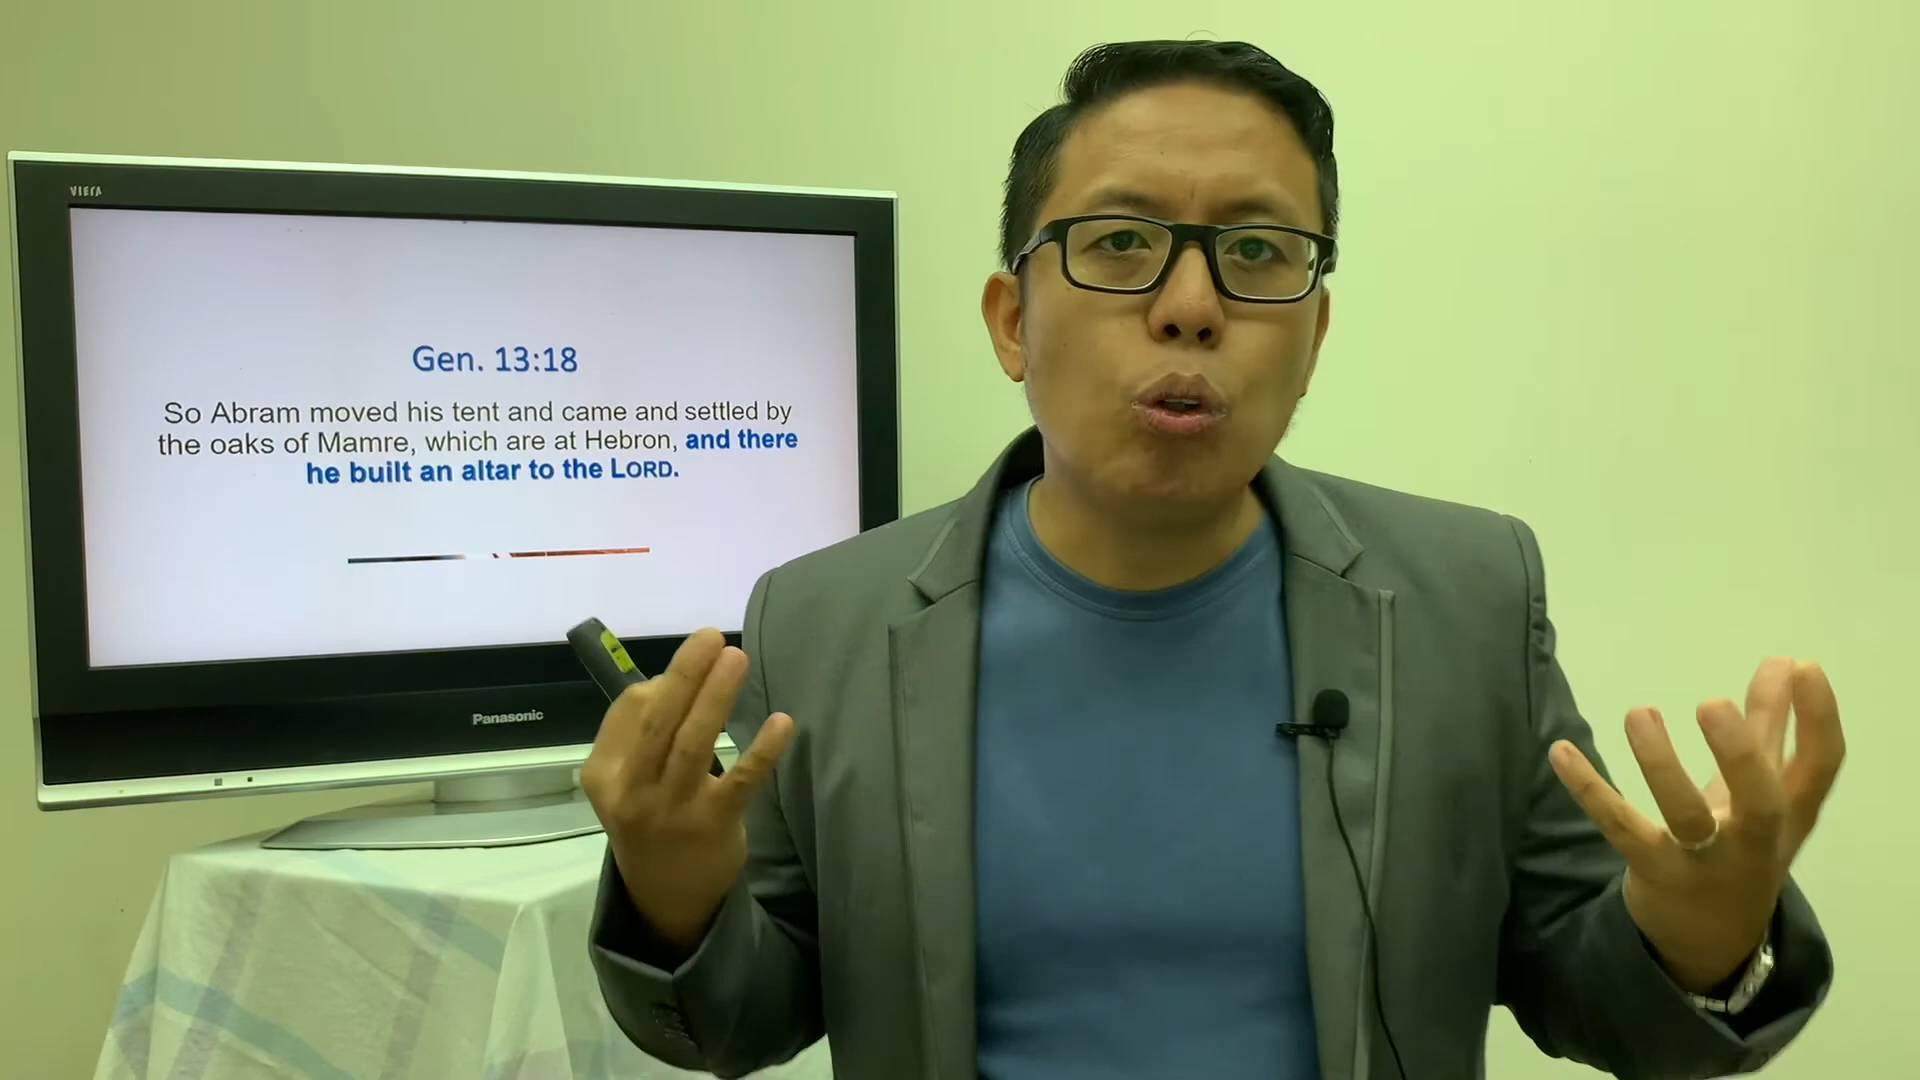 VIERA
Gen. 13:18
So Abram moved his tent and came and settled by
the oaks of Mamre, which are at Hebron, and there
he built an altar to the LORD.
Panasonic